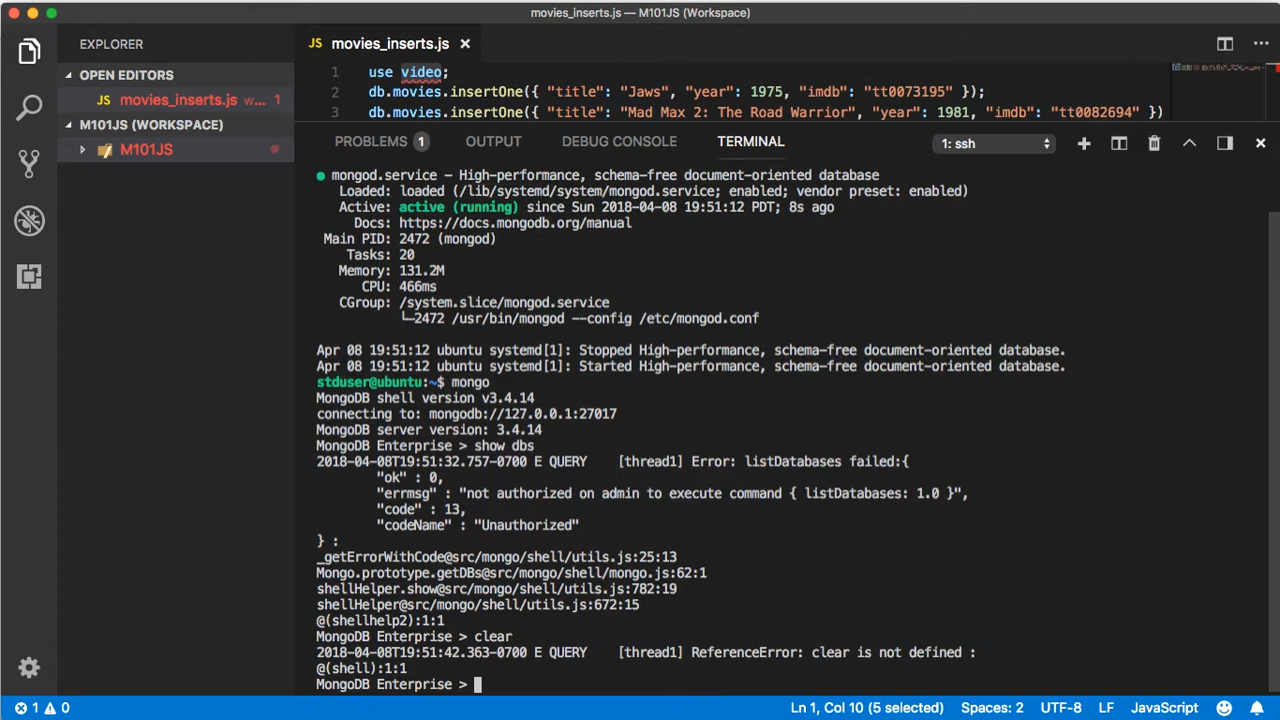 movies_inserts.js — M101JS (Workspace)
EXPLORER
OPEN EDITORS
JS movies_inserts.js w... 1
M101JS (WORKSPACE)
M101JS
JS movies_inserts.js
1 use video;
2 db.movies.insertOne({ "title": "Jaws", "year": 1975, "imdb": "tt0073195" });
3 db.movies.insertOne({ "title": "Mad Max 2: The Road Warrior", "year": 1981, "imdb": "tt0082694" })
PROBLEMS 1 OUTPUT DEBUG CONSOLE TERMINAL 1: ssh
● mongod.service - High-performance, schema-free document-oriented database
Loaded: loaded (/lib/systemd/system/mongod.service; enabled; vendor preset: enabled)
Active: active (running) since Sun 2018-04-08 19:51:12 PDT; 8s ago
Docs: https://docs.mongodb.org/manual
Main PID: 2472 (mongod)
Tasks: 20
Memory: 131.2M
CPU: 466ms
CGroup: /system.slice/mongod.service
└─2472 /usr/bin/mongod --config /etc/mongod.conf
Apr 08 19:51:12 ubuntu systemd[1]: Stopped High-performance, schema-free document-oriented database.
Apr 08 19:51:12 ubuntu systemd[1]: Started High-performance, schema-free document-oriented database.
stduser@ubuntu:~$ mongo
MongoDB shell version v3.4.14
connecting to: mongodb://127.0.0.1:27017
MongoDB server version: 3.4.14
MongoDB Enterprise > show dbs
2018-04-08T19:51:32.757-0700 E QUERY [thread1] Error: listDatabases failed:{
"ok" : 0,
"errmsg" : "not authorized on admin to execute command { listDatabases: 1.0 }",
"code" : 13,
"codeName" : "Unauthorized"
} :
_getErrorWithCode@src/mongo/shell/utils.js:25:13
Mongo.prototype.getDBs@src/mongo/shell/mongo.js:62:1
shellHelper.show@src/mongo/shell/utils.js:782:19
shellHelper@src/mongo/shell/utils.js:672:15
@(shellhelp2):1:1
MongoDB Enterprise > clear
2018-04-08T19:51:42.363-0700 E QUERY [thread1] ReferenceError: clear is not defined :
@(shell):1:1
MongoDB Enterprise >
1 0 Ln 1, Col 10 (5 selected) Spaces: 2 UTF-8 LF JavaScript